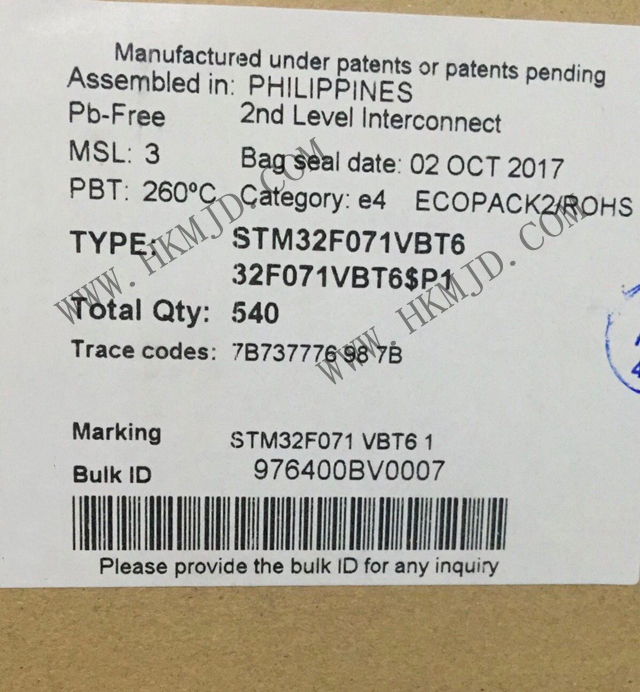 Manufactured under patents or patents pending
Assembled in: PHILIPPINES
Pb-Free 2nd Level Interconnect
MSL: 3 Bag seal date: 02 OCT 2017
PBT: 260ºC Category: e4 ECOPACK2/ROHS
TYPE: STM32F071VBT6
32F071VBT6$P1
Total Qty: 540
Trace codes: 7B737776 98 7B
Marking STM32F071 VBT6 1
Bulk ID 976400BV0007
Please provide the bulk ID for any inquiry
WWW.HKMJD.COM
WWW.HKMJD.COM